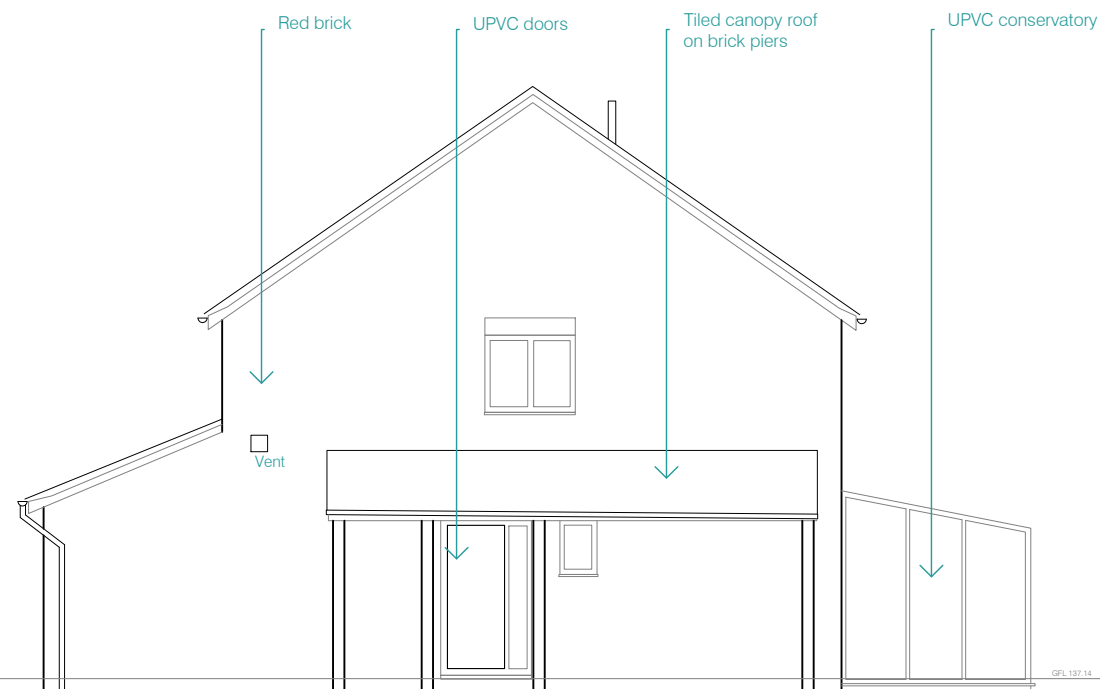 Red brick
UPVC doors
Tiled canopy roof
on brick piers
UPVC conservatory
Vent
GFL 137.14